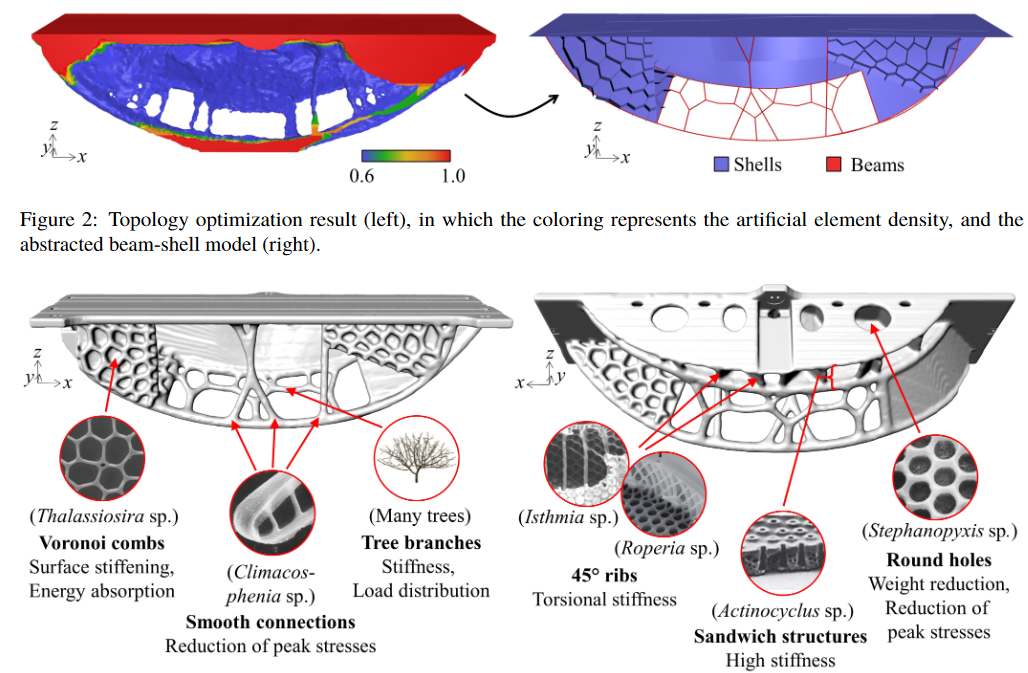 z
y
x
0.6
1.0
z
y
x
Shells
Beams
Figure 2: Topology optimization result (left), in which the coloring represents the artificial element density, and the
abstracted beam-shell model (right).
z
y
x
(Thalassiosira sp.)
Voronoi combs
Surface stiffening,
Energy absorption
(Climacos-
phenia sp.)
Smooth connections
Reduction of peak stresses
(Many trees)
Tree branches
Stiffness,
Load distribution
z
x
y
(Isthmia sp.)
(Roperia sp.)
45° ribs
Torsional stiffness
(Actinocyclus sp.)
Sandwich structures
High stiffness
(Stephanopyxis sp.)
Round holes
Weight reduction,
Reduction of
peak stresses